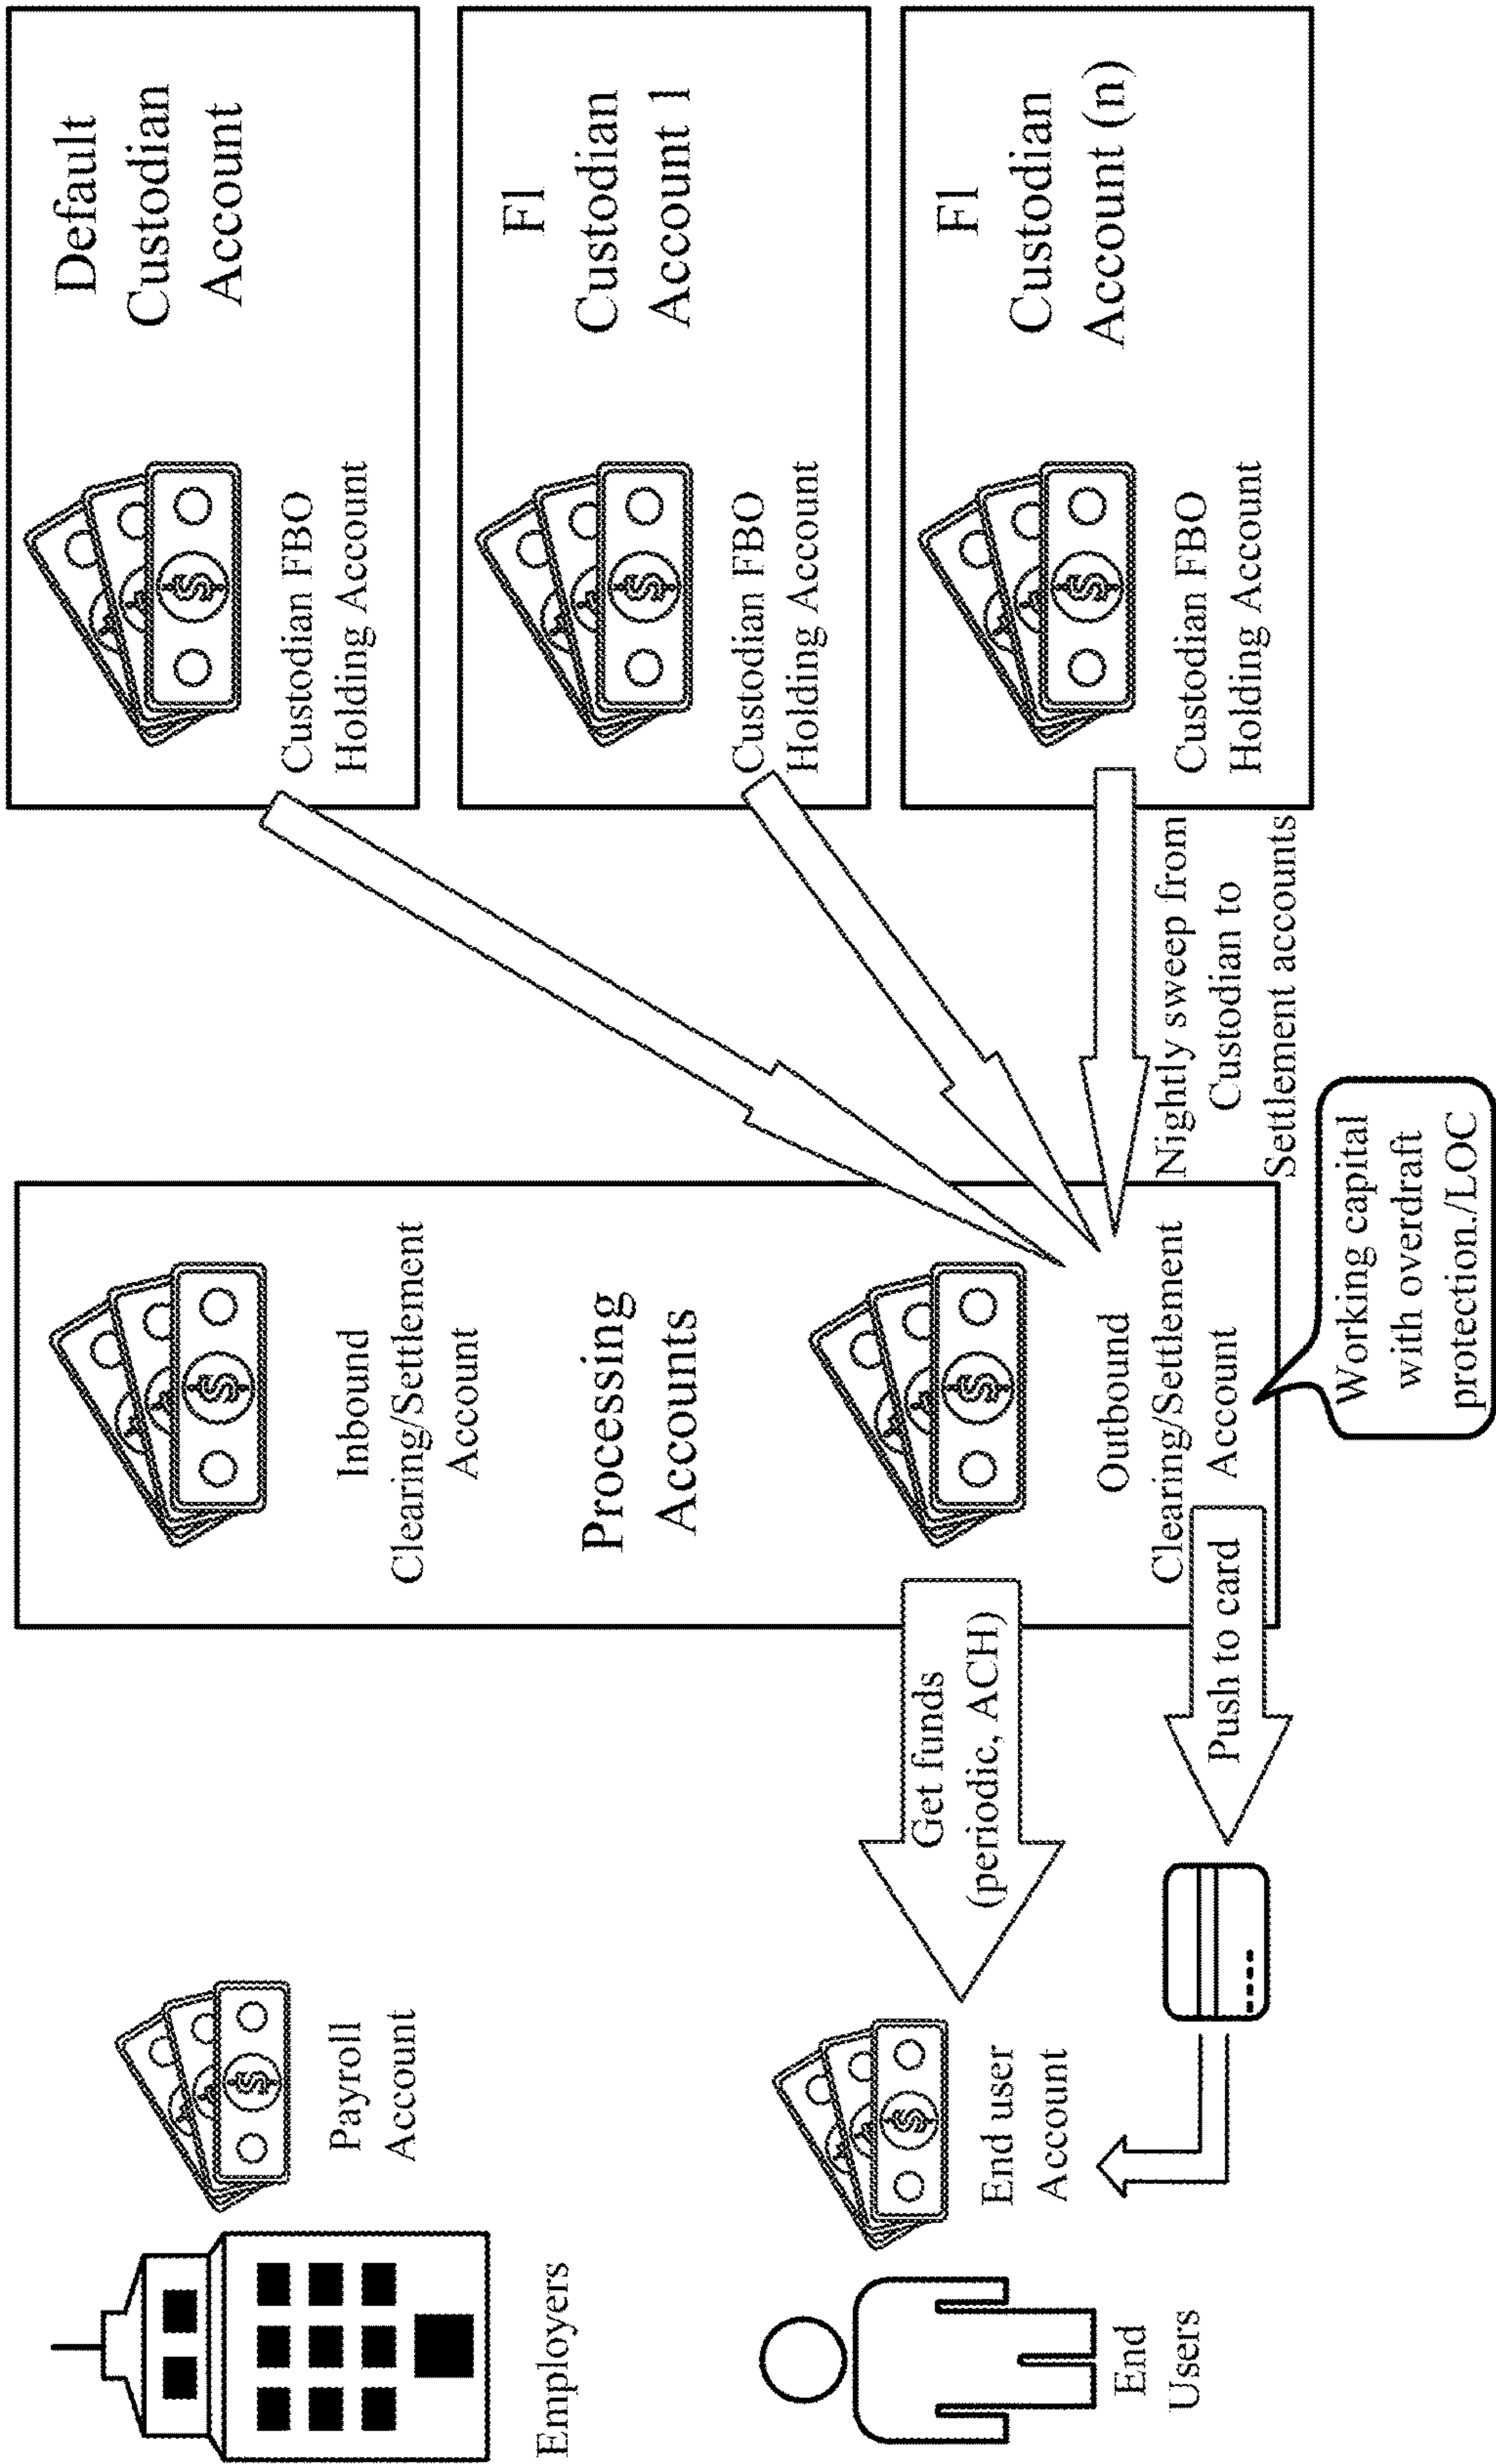 Employers
Payroll
Account
Inbound
Clearing/Settlement
Account
Processing
Accounts
Default
Custodian
Account
Custodian FBO
Holding Account
FI
Custodian
Account 1
Custodian FBO
Holding Account
FI
Custodian
Account (n)
Custodian FBO
Holding Account
End
Users
End user
Account
Get funds
(periodic, ACH)
Push to card
Outbound
Clearing/Settlement
Account
Nightly sweep from
Custodian to
Settlement accounts
Working capital
with overdraft
protection./LOC